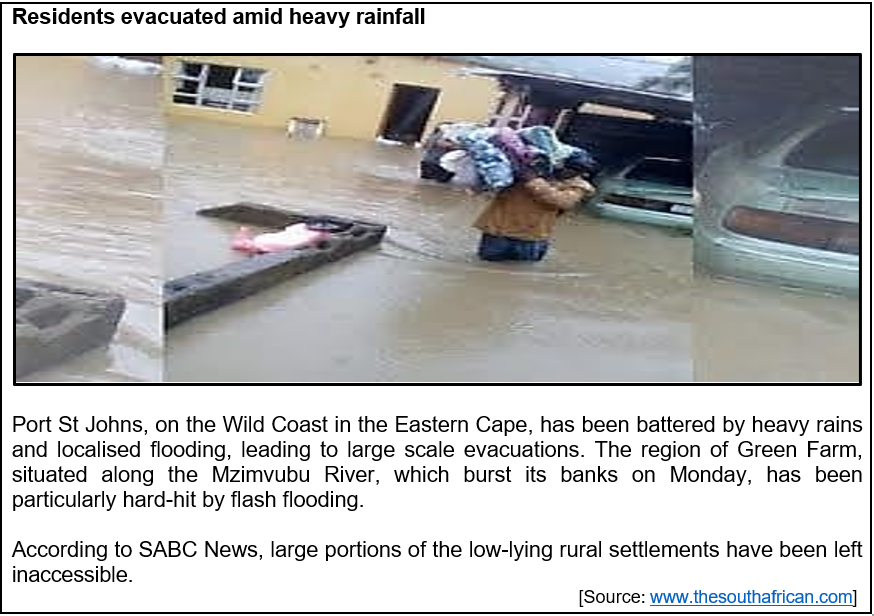 Residents evacuated amid heavy rainfall
Port St Johns, on the Wild Coast in the Eastern Cape, has been battered by heavy rains
and localised flooding, leading to large scale evacuations. The region of Green Farm,
situated along the Mzimvubu River, which burst its banks on Monday, has been
particularly hard-hit by flash flooding.
According to SABC News, large portions of the low-lying rural settlements have been left
inaccessible.
[Source: www.thesouthafrican.com]